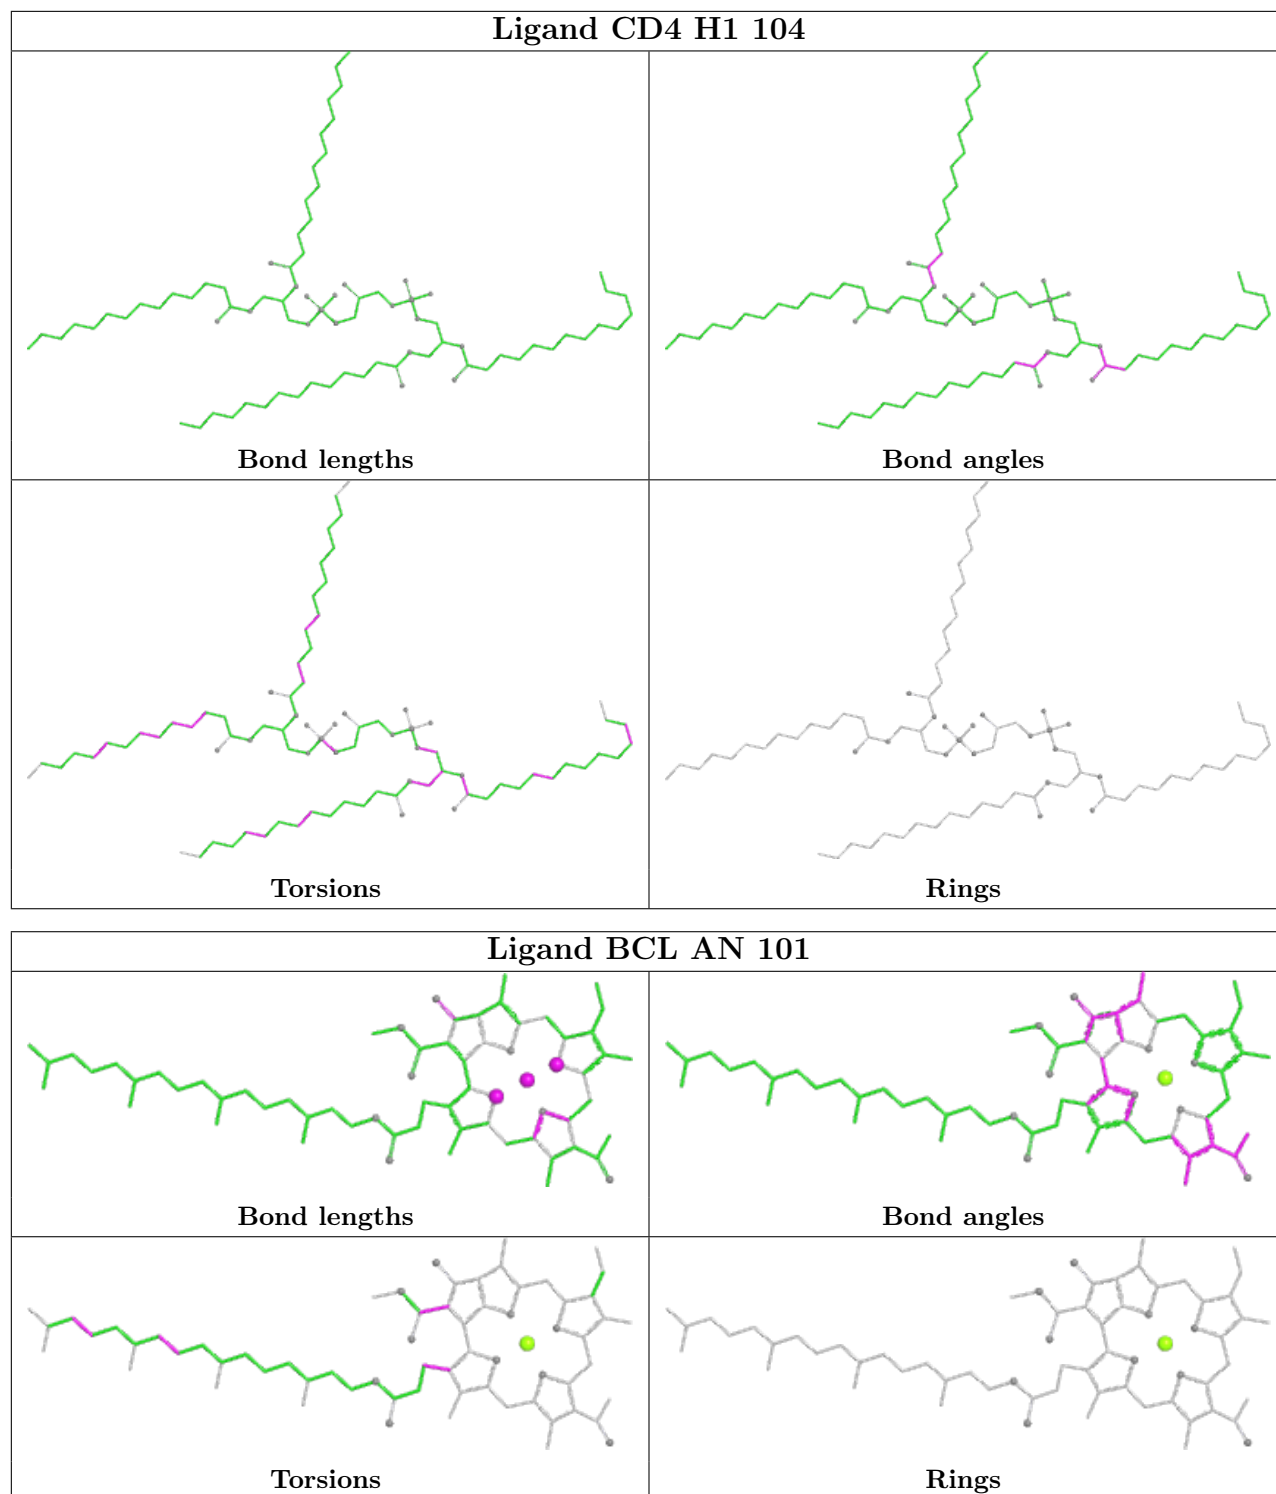 Ligand CD4 H1 104
Bond lengths
Bond angles
Torsions
Rings
Ligand BCL AN 101
Bond lengths
Bond angles
Torsions
Rings